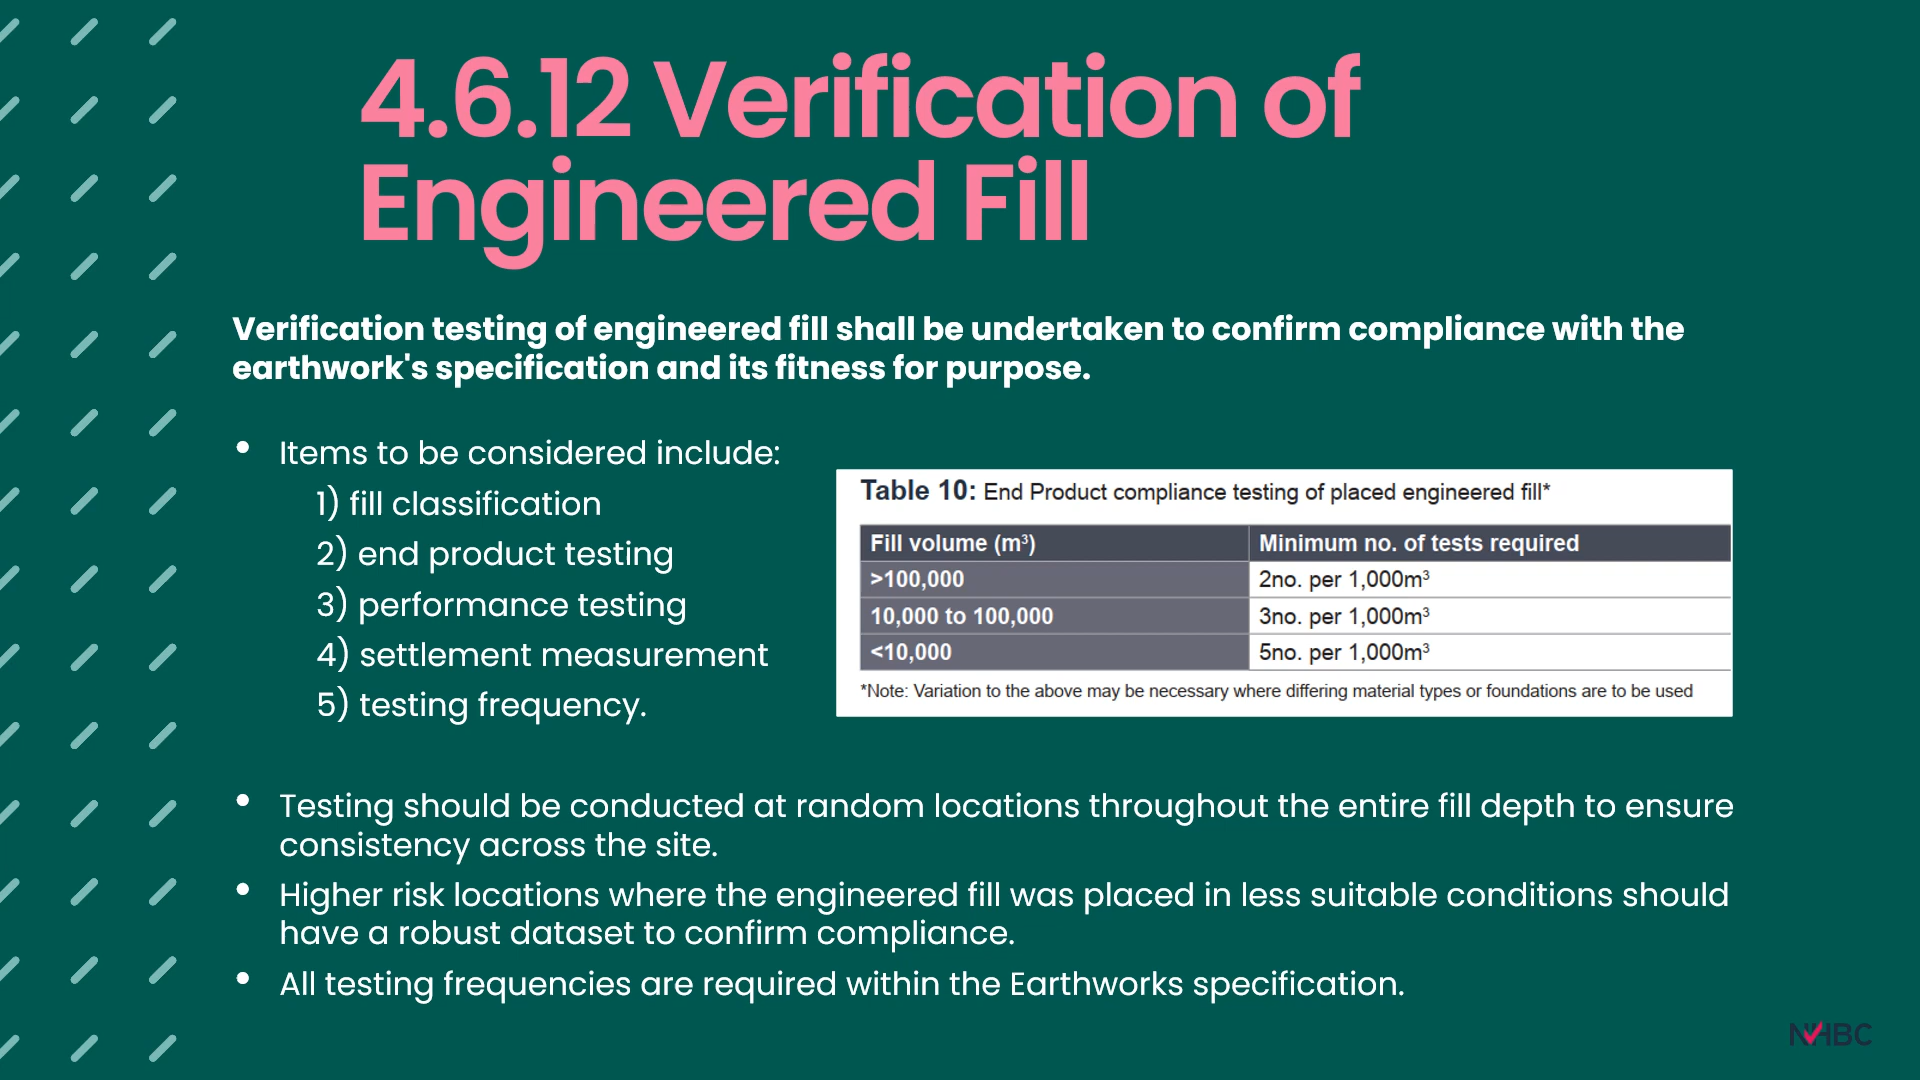 4.6.12 Verification of
Engineered Fill
Verification testing of engineered fill shall be undertaken to confirm compliance with the
earthwork's specification and its fitness for purpose.
• Items to be considered include:
1) fill classification
2) end product testing
3) performance testing
4) settlement measurement
5) testing frequency.
Table 10: End Product compliance testing of placed engineered fill*
Fill volume (m³) Minimum no. of tests required
>100,000 2no. per 1,000m³
10,000 to 100,000 3no. per 1,000m³
<10,000 5no. per 1,000m³
*Note: Variation to the above may be necessary where differing material types or foundations are to be used
• Testing should be conducted at random locations throughout the entire fill depth to ensure
consistency across the site.
• Higher risk locations where the engineered fill was placed in less suitable conditions should
have a robust dataset to confirm compliance.
• All testing frequencies are required within the Earthworks specification.
NHBC